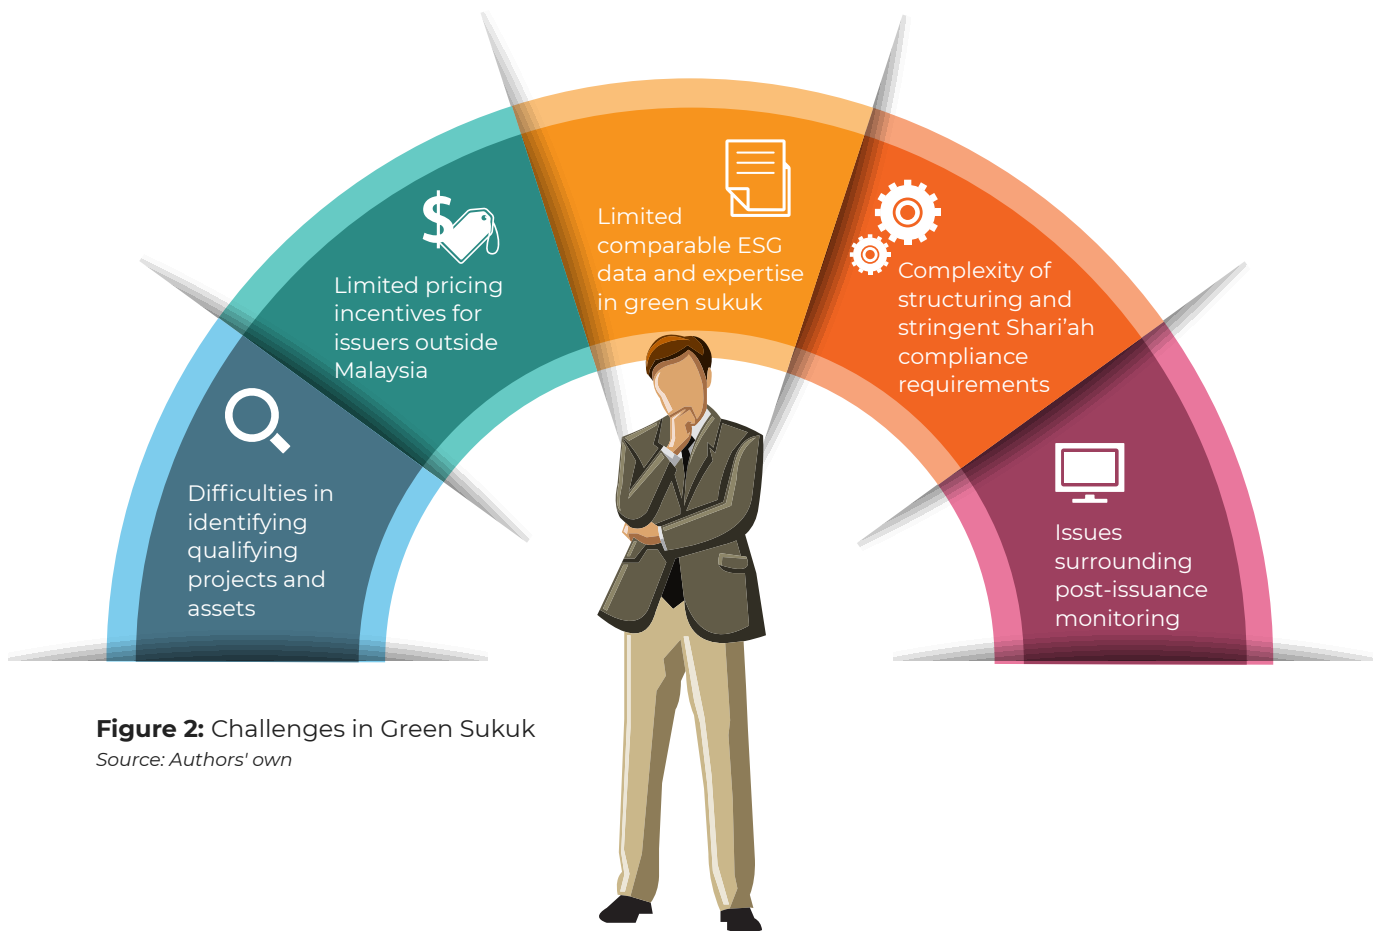 Difficulties in
identifying
qualifying
projects and
assets
Limited pricing
incentives for
issuers outside
Malaysia
Limited
comparable ESG
data and expertise
in green sukuk
Complexity of
structuring and
stringent Shari’ah
compliance
requirements
Issues
surrounding
post-issuance
monitoring
Figure 2: Challenges in Green Sukuk
Source: Authors' own